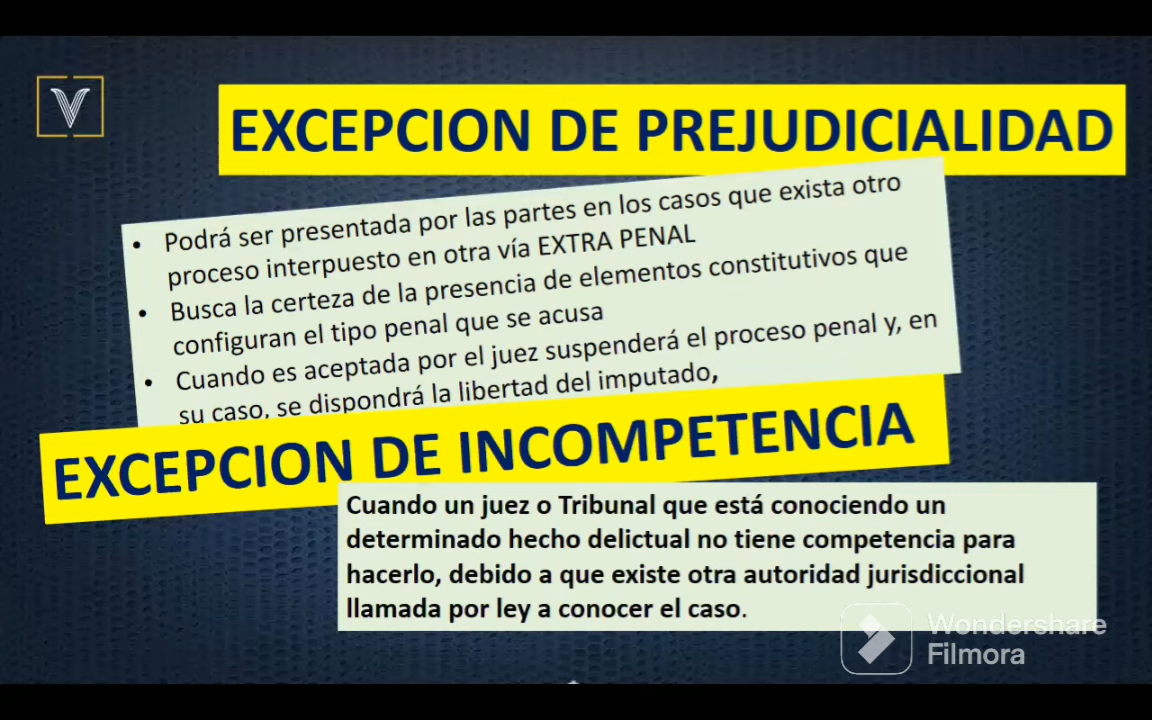 V
EXCEPCION DE PREJUDICIALIDAD
• Podrá ser presentada por las partes en los casos que exista otro
proceso interpuesto en otra vía EXTRA PENAL
• Busca la certeza de la presencia de elementos constitutivos que
configuran el tipo penal que se acusa
• Cuando es aceptada por el juez suspenderá el proceso penal y, en
su caso, se dispondrá la libertad del imputado,
EXCEPCION DE INCOMPETENCIA
Cuando un juez o Tribunal que está conociendo un
determinado hecho delictual no tiene competencia para
hacerlo, debido a que existe otra autoridad jurisdiccional
llamada por ley a conocer el caso.
Wondershare
Filmora